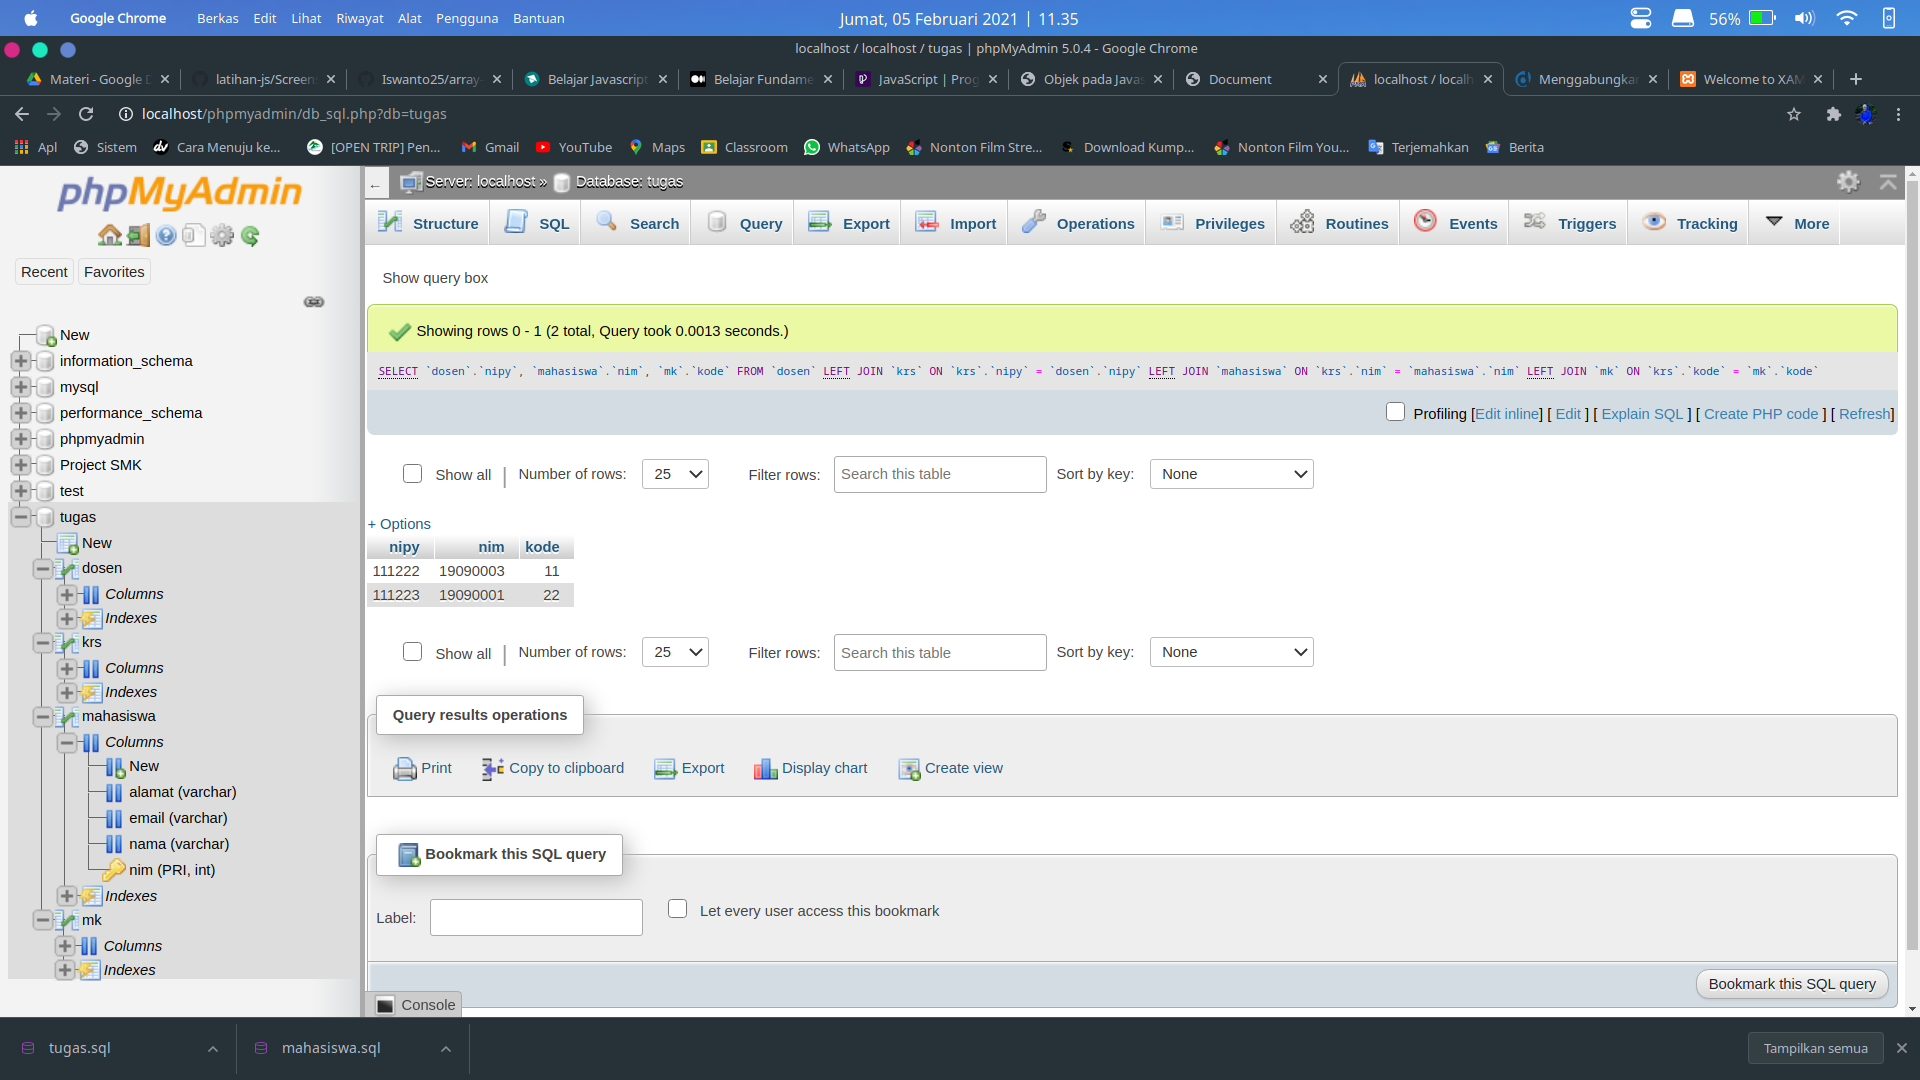 Google Chrome Berkas Edit Lihat Riwayat Alat Pengguna Bantuan Jumat, 05 Februari 2021 | 11.35 56%
localhost / localhost / tugas | phpMyAdmin 5.0.4 - Google Chrome
Materi - Google D latihan-js/Screen Iswanto25/array- Belajar Javascript Belajar Fundame JavaScript | Prog Objek pada Javas Document localhost / localh Menggabungkan Welcome to XAM
localhost/phpmyadmin/db_sql.php?db=tugas
Apl Sistem Cara Menuju ke... [OPEN TRIP] Pen... Gmail YouTube Maps Classroom WhatsApp Nonton Film Stre... Download Kump... Nonton Film You... Terjemahkan Berita
phpMyAdmin
Recent Favorites
New
information_schema
mysql
performance_schema
phpmyadmin
Project SMK
test
tugas
New
dosen
Columns
Indexes
krs
Columns
Indexes
mahasiswa
Columns
New
alamat (varchar)
email (varchar)
nama (varchar)
nim (PRI, int)
Indexes
mk
Columns
Indexes
Server: localhost » Database: tugas
Structure SQL Search Query Export Import Operations Privileges Routines Events Triggers Tracking More
Show query box
Showing rows 0 - 1 (2 total, Query took 0.0013 seconds.)
SELECT `dosen`.`nipy`, `mahasiswa`.`nim`, `mk`.`kode` FROM `dosen` LEFT JOIN `krs` ON `krs`.`nipy` = `dosen`.`nipy` LEFT JOIN `mahasiswa` ON `krs`.`nim` = `mahasiswa`.`nim` LEFT JOIN `mk` ON `krs`.`kode` = `mk`.`kode`
Profiling [Edit inline] [ Edit ] [ Explain SQL ] [ Create PHP code ] [ Refresh]
Show all | Number of rows: 25 Filter rows: Search this table Sort by key: None
+ Options
nipy nim kode
111222 19090003 11
111223 19090001 22
Show all | Number of rows: 25 Filter rows: Search this table Sort by key: None
Query results operations
Print Copy to clipboard Export Display chart Create view
Bookmark this SQL query
Label: Let every user access this bookmark
Bookmark this SQL query
Console
tugas.sql mahasiswa.sql Tampilkan semua